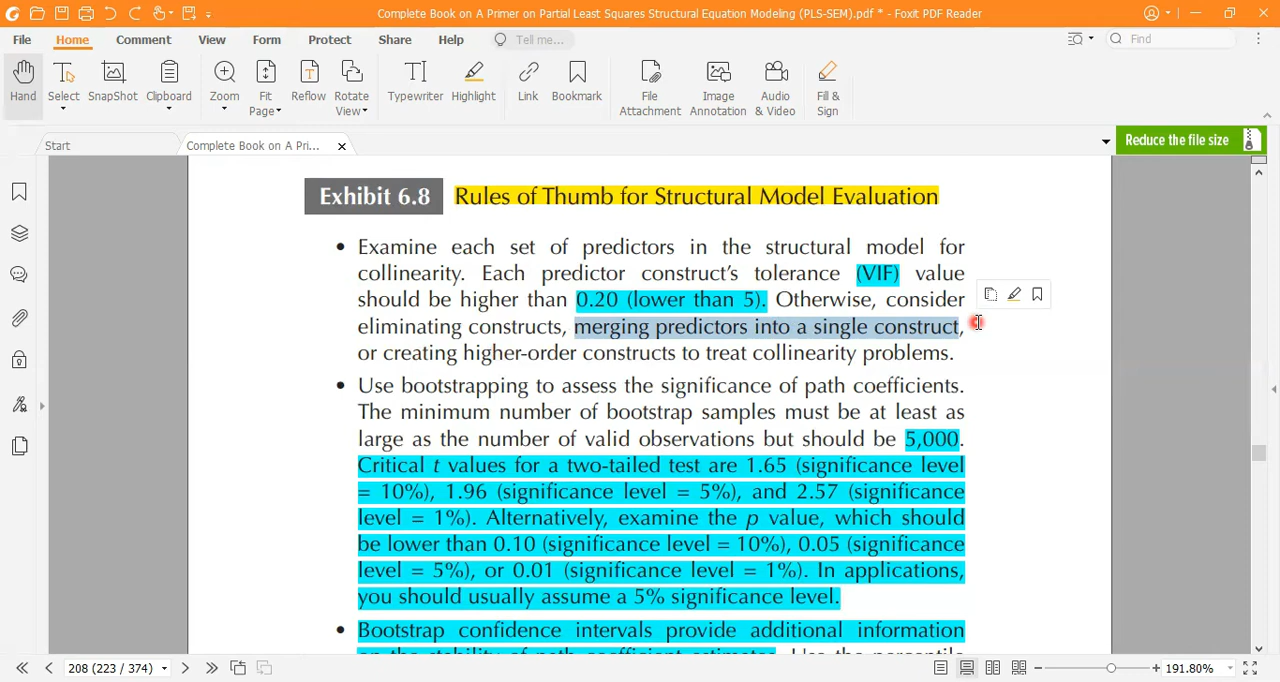 Complete Book on A Primer on Partial Least Squares Structural Equation Modeling (PLS-SEM).pdf * - Foxit PDF Reader
File Home Comment View Form Protect Share Help Tell me... Find
Hand Select SnapShot Clipboard Zoom Fit Page Reflow Rotate View Typewriter Highlight Link Bookmark File Attachment Image Annotation Audio & Video Fill & Sign
Start Complete Book on A Pri... Reduce the file size
Exhibit 6.8 Rules of Thumb for Structural Model Evaluation
• Examine each set of predictors in the structural model for
collinearity. Each predictor construct's tolerance (VIF) value
should be higher than 0.20 (lower than 5). Otherwise, consider
eliminating constructs, merging predictors into a single construct,
or creating higher-order constructs to treat collinearity problems.
• Use bootstrapping to assess the significance of path coefficients.
The minimum number of bootstrap samples must be at least as
large as the number of valid observations but should be 5,000.
Critical t values for a two-tailed test are 1.65 (significance level
= 10%), 1.96 (significance level = 5%), and 2.57 (significance
level = 1%). Alternatively, examine the p value, which should
be lower than 0.10 (significance level = 10%), 0.05 (significance
level = 5%), or 0.01 (significance level = 1%). In applications,
you should usually assume a 5% significance level.
• Bootstrap confidence intervals provide additional information
on the stability of path coefficient estimates. Use the percentile
208 (223 / 374) 191.80%